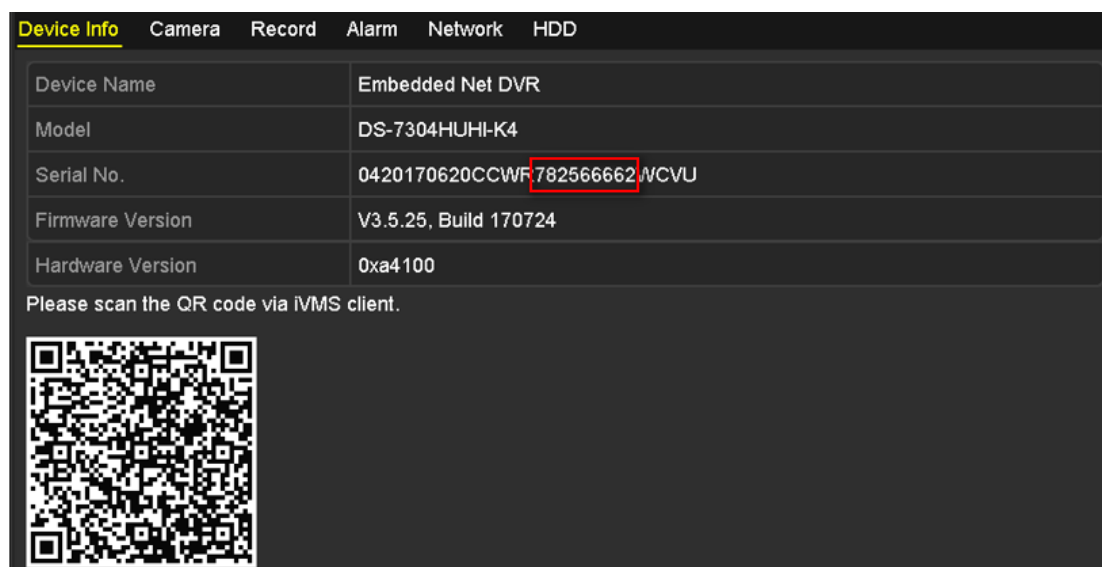 Device Info Camera Record Alarm Network HDD
Device Name Embedded Net DVR
Model DS-7304HUHI-K4
Serial No. 0420170620CCWR782566662WCVU
Firmware Version V3.5.25, Build 170724
Hardware Version 0xa4100
Please scan the QR code via iVMS client.